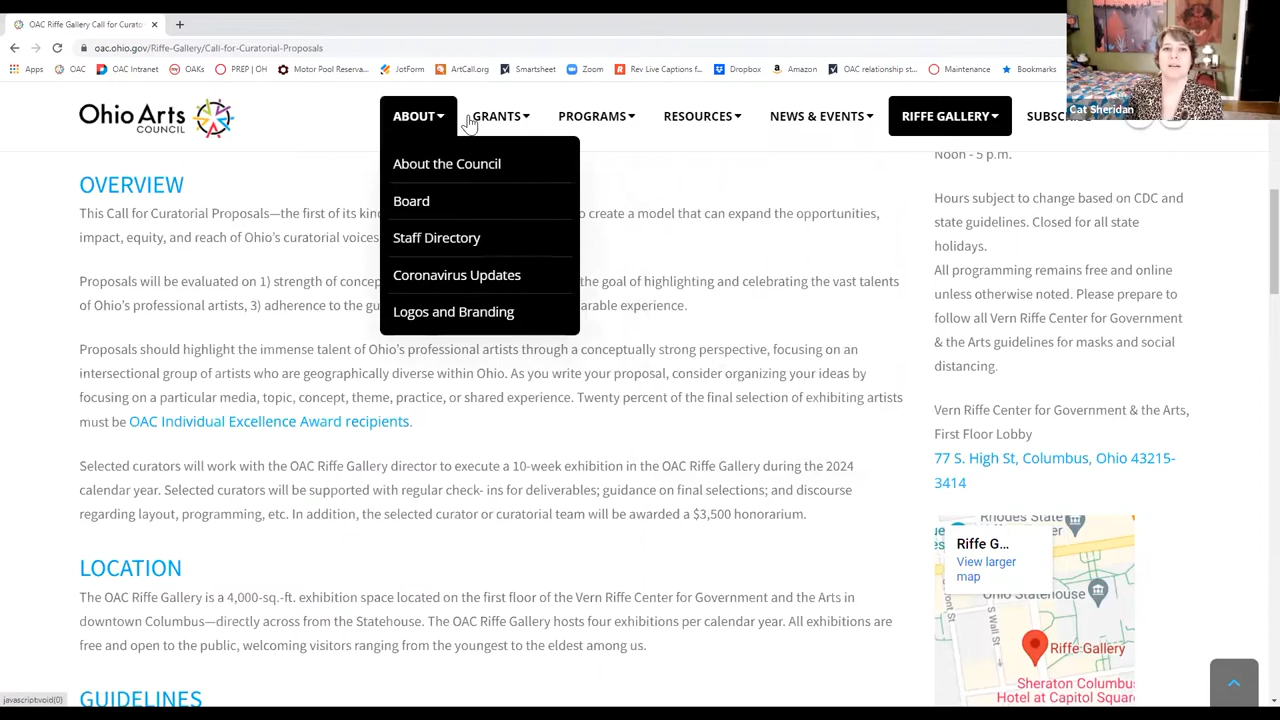 OAC Riffe Gallery Call for Curato
oac.ohio.gov/Riffe-Gallery/Call-for-Curatorial-Proposals
Apps OAC OAC Intranet OAKs PREP | OH Motor Pool Reserva... JotForm ArtCall.org Smartsheet Zoom Rev Live Captions f... Dropbox Amazon OAC relationship st... Maintenance Bookmarks
Cat Sheridan
Ohio Arts
COUNCIL
ABOUT GRANTS PROGRAMS RESOURCES NEWS & EVENTS RIFFE GALLERY SUBSC
About the Council
Board
Staff Directory
Coronavirus Updates
Logos and Branding
OVERVIEW
This Call for Curatorial Proposals—the first of its kind to create a model that can expand the opportunities,
impact, equity, and reach of Ohio's curatorial voices
Proposals will be evaluated on 1) strength of concep the goal of highlighting and celebrating the vast talents
of Ohio's professional artists, 3) adherence to the gu arable experience.
Proposals should highlight the immense talent of Ohio's professional artists through a conceptually strong perspective, focusing on an
intersectional group of artists who are geographically diverse within Ohio. As you write your proposal, consider organizing your ideas by
focusing on a particular media, topic, concept, theme, practice, or shared experience. Twenty percent of the final selection of exhibiting artists
must be OAC Individual Excellence Award recipients.
Selected curators will work with the OAC Riffe Gallery director to execute a 10-week exhibition in the OAC Riffe Gallery during the 2024
calendar year. Selected curators will be supported with regular check- ins for deliverables; guidance on final selections; and discourse
regarding layout, programming, etc. In addition, the selected curator or curatorial team will be awarded a $3,500 honorarium.
LOCATION
The OAC Riffe Gallery is a 4,000-sq.-ft. exhibition space located on the first floor of the Vern Riffe Center for Government and the Arts in
downtown Columbus—directly across from the Statehouse. The OAC Riffe Gallery hosts four exhibitions per calendar year. All exhibitions are
free and open to the public, welcoming visitors ranging from the youngest to the eldest among us.
GUIDELINES
javascript:void(0)
Noon - 5 p.m.
Hours subject to change based on CDC and
state guidelines. Closed for all state
holidays.
All programming remains free and online
unless otherwise noted. Please prepare to
follow all Vern Riffe Center for Government
& the Arts guidelines for masks and social
distancing.
Vern Riffe Center for Government & the Arts,
First Floor Lobby
77 S. High St, Columbus, Ohio 43215-
3414
Rhodes State
Riffe G...
View larger
map
Ohio Statehouse
S Wall St
Riffe Gallery
Sheraton Columbus
Hotel at Capitol Square